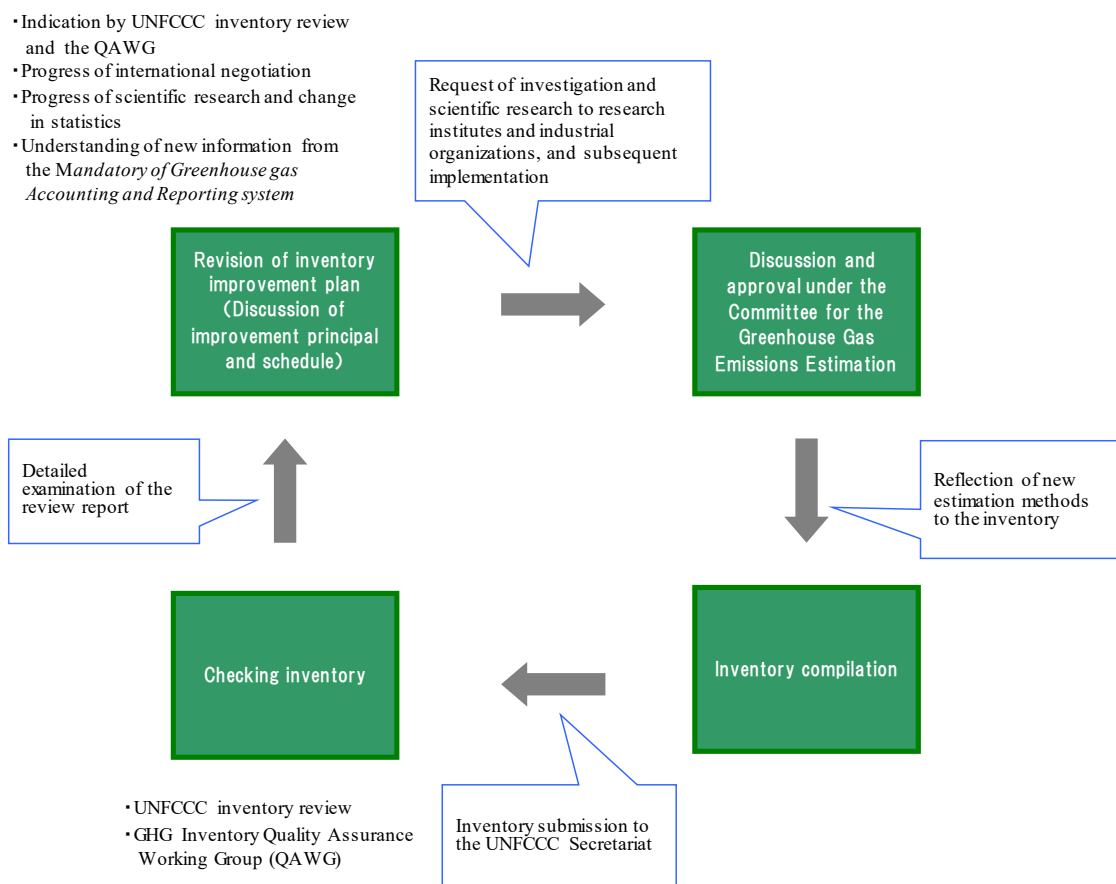 ・Indication by UNFCCC inventory review
and the QAWG
・Progress of international negotiation
・Progress of scientific research and change
in statistics
・Understanding of new information from
the Mandatory of Greenhouse gas
Accounting and Reporting system
Request of investigation and
scientific research to research
institutes and industrial
organizations, and subsequent
implementation
Revision of inventory
improvement plan
(Discussion of
improvement principal
and schedule)
Discussion and
approval under the
Committee for the
Greenhouse Gas
Emissions Estimation
Detailed
examination of the
review report
Reflection of new
estimation methods
to the inventory
Checking inventory
Inventory compilation
・UNFCCC inventory review
・GHG Inventory Quality Assurance
Working Group (QAWG)
Inventory submission to
the UNFCCC Secretariat